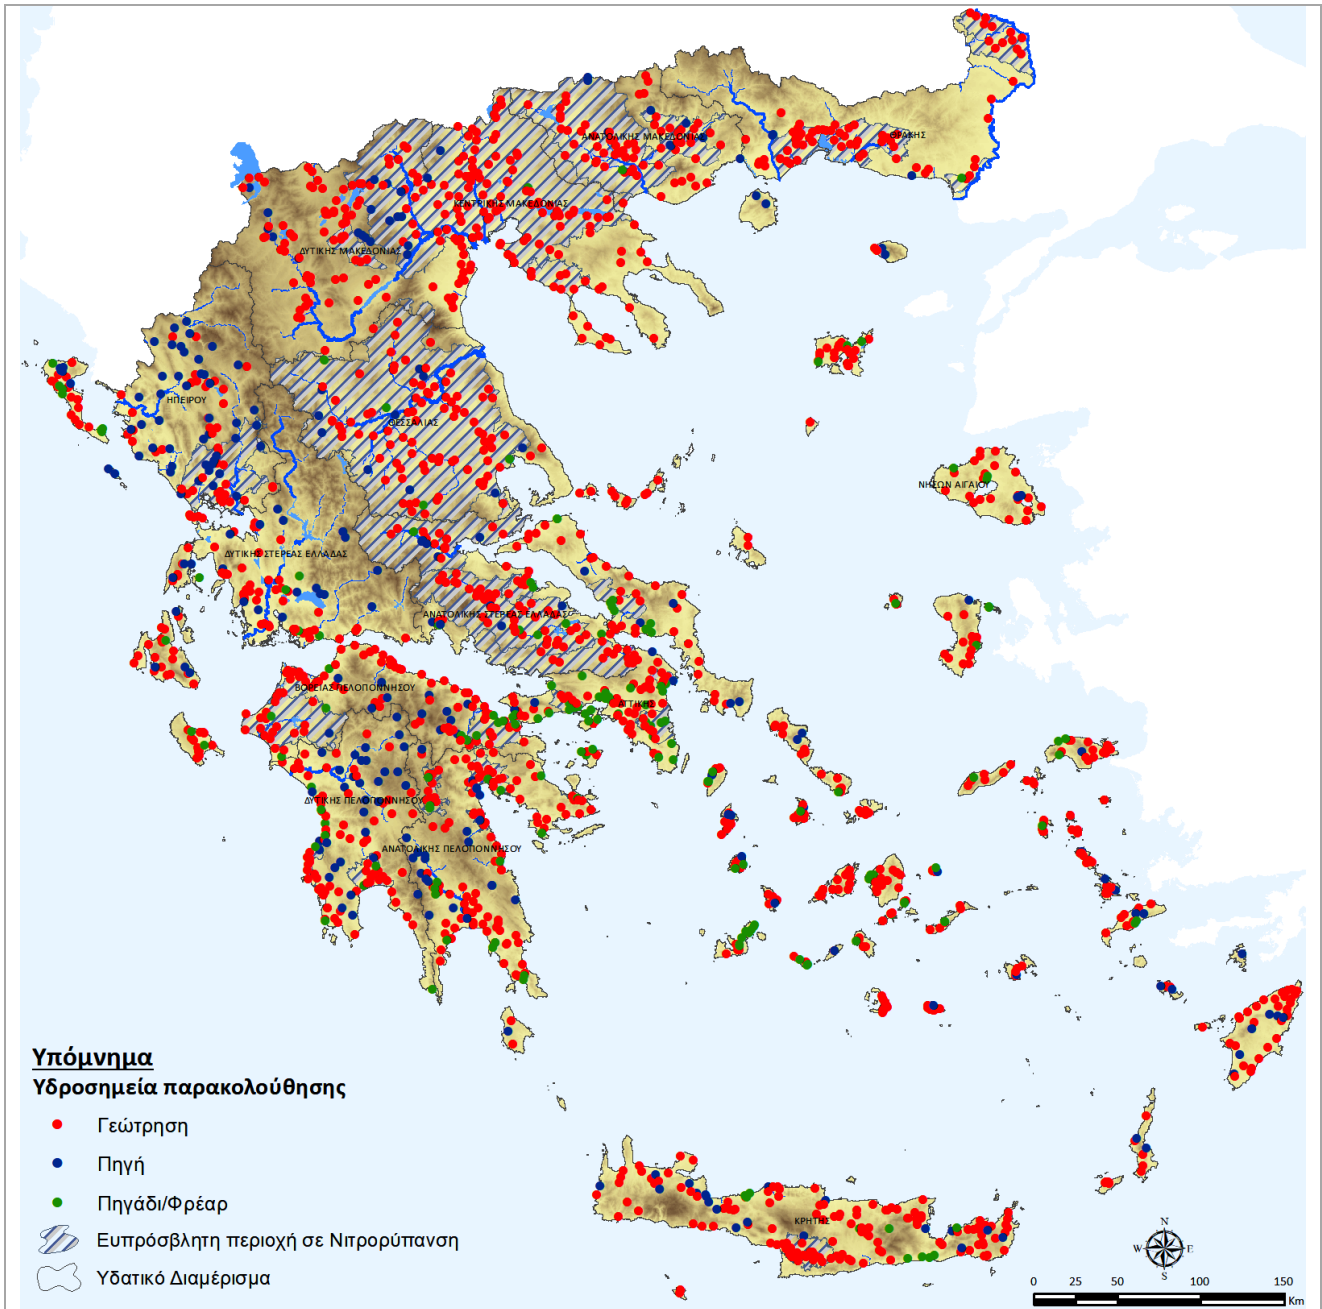 ΘΡΑΚΗΣ
ΑΝΑΤΟΛΙΚΗΣ ΜΑΚΕΔΟΝΙΑΣ
ΚΕΝΤΡΙΚΗΣ ΜΑΚΕΔΟΝΙΑΣ
ΔΥΤΙΚΗΣ ΜΑΚΕΔΟΝΙΑΣ
ΗΠΕΙΡΟΥ
ΘΕΣΣΑΛΙΑΣ
ΝΗΣΩΝ ΑΙΓΑΙΟΥ
ΔΥΤΙΚΗΣ ΣΤΕΡΕΑΣ ΕΛΛΑΔΑΣ
ΑΝΑΤΟΛΙΚΗΣ ΣΤΕΡΕΑΣ ΕΛΛΑΔΑΣ
ΒΟΡΕΙΑΣ ΠΕΛΟΠΟΝΝΗΣΟΥ
ΑΤΤΙΚΗΣ
ΔΥΤΙΚΗΣ ΠΕΛΟΠΟΝΝΗΣΟΥ
ΑΝΑΤΟΛΙΚΗΣ ΠΕΛΟΠΟΝΝΗΣΟΥ
ΚΡΗΤΗΣ
Υπόμνημα
Υδροσημεία παρακολούθησης
Γεώτρηση
Πηγή
Πηγάδι/Φρέαρ
Ευπρόσβλητη περιοχή σε Νιτρορύπανση
Υδατικό Διαμέρισμα
N
W E
S
0 25 50 100 150
Km